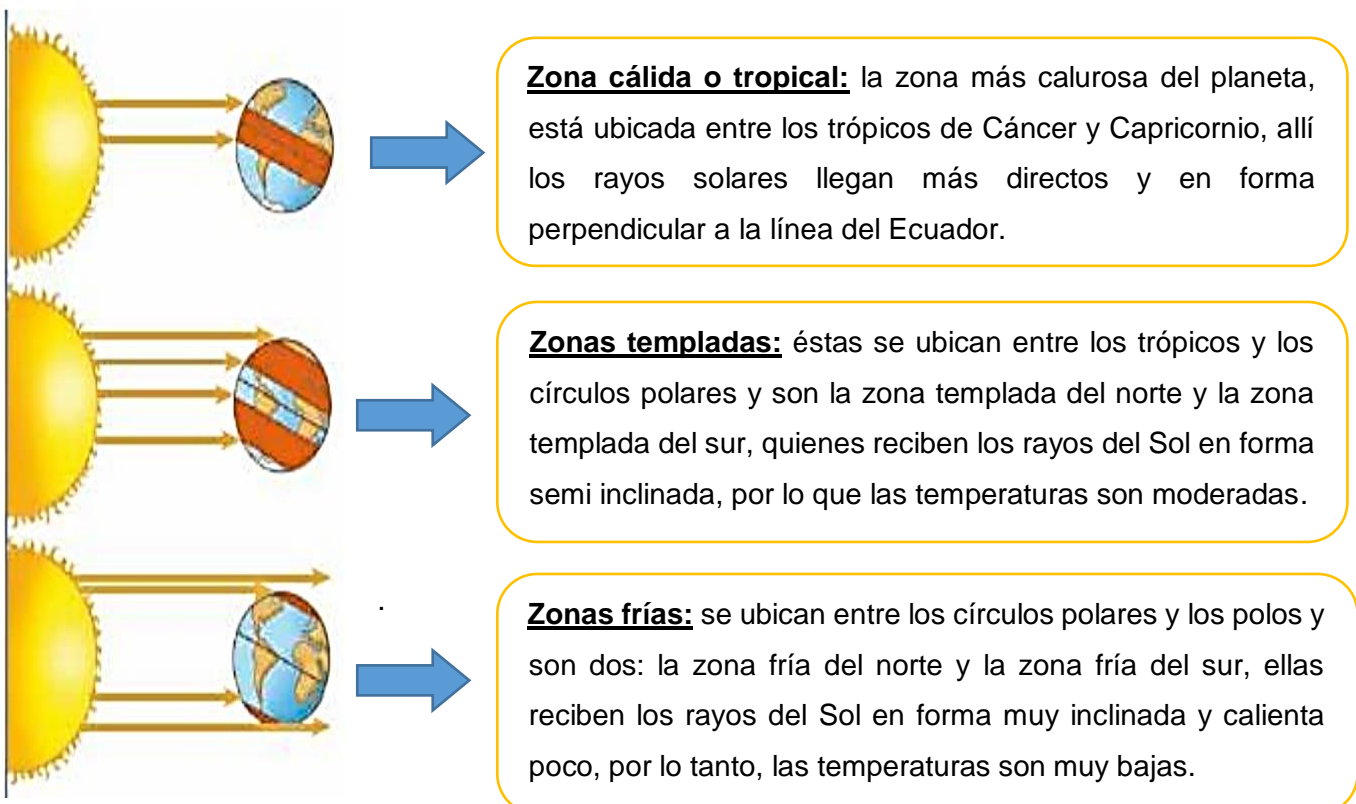 Zona cálida o tropical: la zona más calurosa del planeta,
está ubicada entre los trópicos de Cáncer y Capricornio, allí
los rayos solares llegan más directos y en forma
perpendicular a la línea del Ecuador.
Zonas templadas: éstas se ubican entre los trópicos y los
círculos polares y son la zona templada del norte y la zona
templada del sur, quienes reciben los rayos del Sol en forma
semi inclinada, por lo que las temperaturas son moderadas.
.
Zonas frías: se ubican entre los círculos polares y los polos y
son dos: la zona fría del norte y la zona fría del sur, ellas
reciben los rayos del Sol en forma muy inclinada y calienta
poco, por lo tanto, las temperaturas son muy bajas.